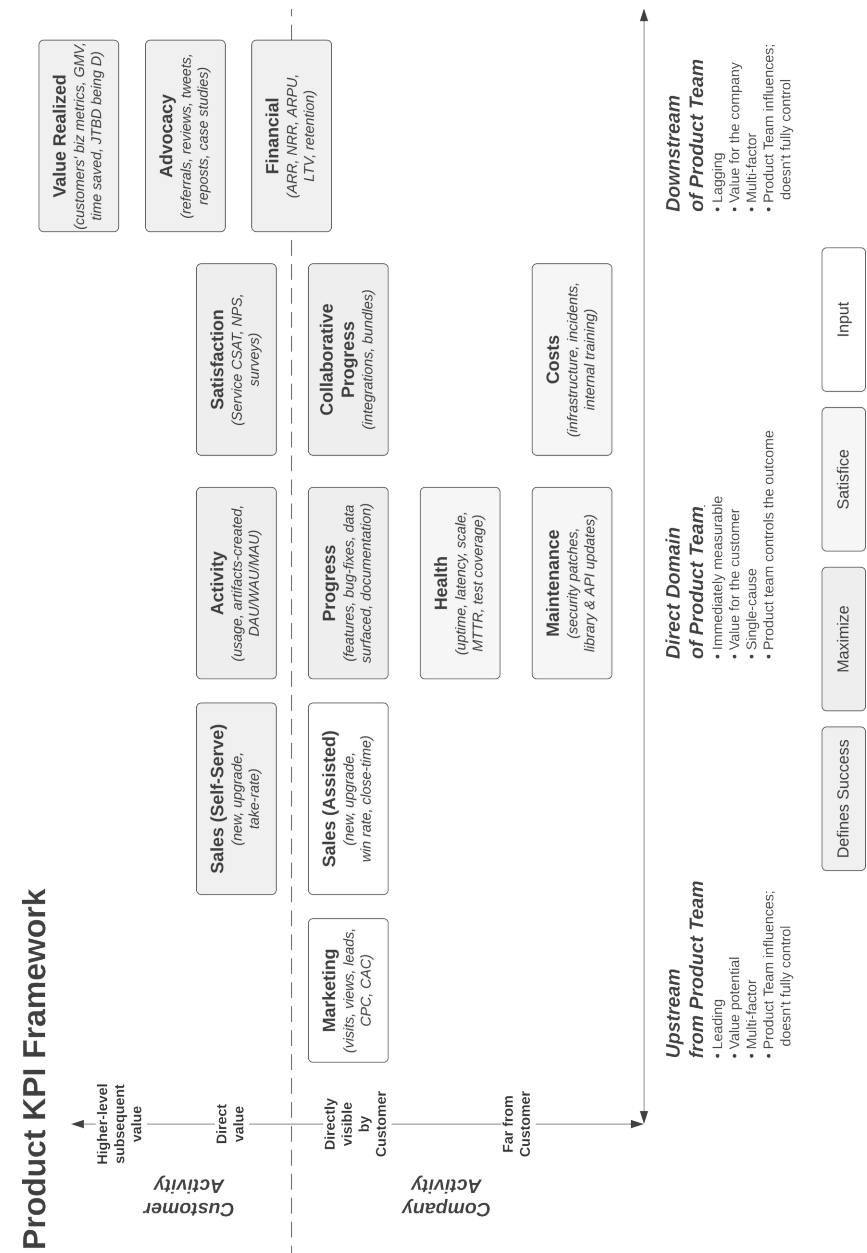 Product KPI Framework
Higher-level
subsequent
value
Direct
value
Directly
visible
by
Customer
Far from
Customer
Customer
Activity
Company
Activity
Value Realized
(customers' biz metrics, GMV,
time saved, JTBD being D)
Advocacy
(referrals, reviews, tweets,
reposts, case studies)
Financial
(ARR, NRR, ARPU,
LTV, retention)
Sales (Self-Serve)
(new, upgrade,
take-rate)
Activity
(usage, artifacts-created,
DAU/WAU/MAU)
Satisfaction
(Service CSAT, NPS,
surveys)
Marketing
(visits, views, leads,
CPC, CAC)
Sales (Assisted)
(new, upgrade,
win rate, close-time)
Progress
(features, bug-fixes, data
surfaced, documentation)
Collaborative
Progress
(integrations, bundles)
Health
(uptime, latency, scale,
MTTR, test coverage)
Maintenance
(security patches,
library & API updates)
Costs
(infrastructure, incidents,
internal training)
Upstream
from Product Team
• Leading
• Value potential
• Multi-factor
• Product Team influences;
doesn't fully control
Direct Domain
of Product Team
• Immediately measurable
• Value for the customer
• Single-cause
• Product team controls the outcome
Downstream
of Product Team
• Lagging
• Value for the company
• Multi-factor
• Product Team influences;
doesn't fully control
Defines Success
Maximize
Satisfice
Input